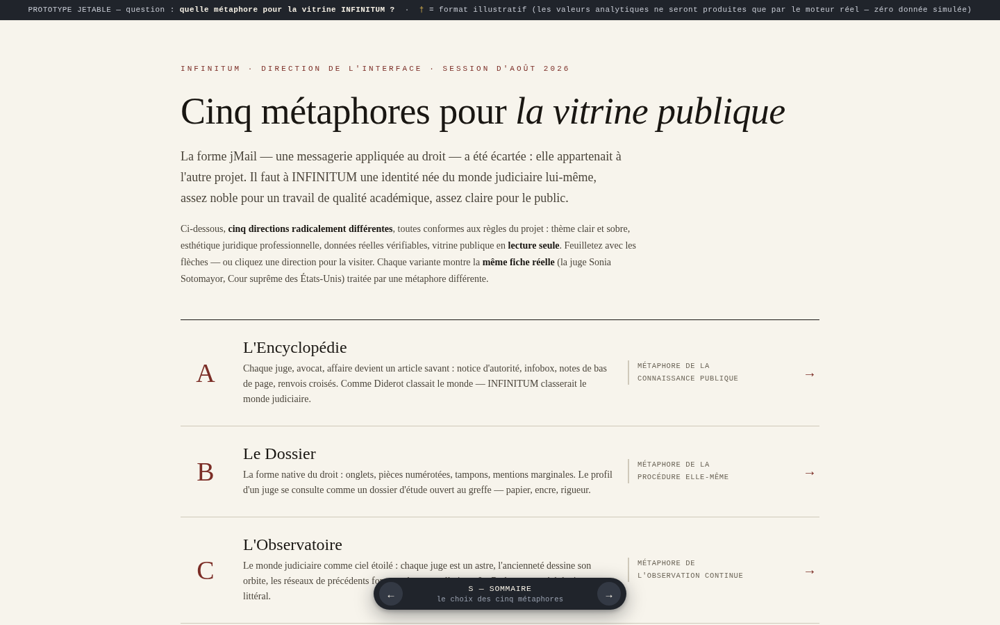 PROTOTYPE JETABLE — question : quelle métaphore pour la vitrine INFINITUM ? · † = format illustratif (les valeurs analytiques ne seront produites que par le moteur réel — zéro donnée simulée)
INFINITUM · DIRECTION DE L'INTERFACE · SESSION D'AOÛT 2026
Cinq métaphores pour la vitrine publique
La forme jMail — une messagerie appliquée au droit — a été écartée : elle appartenait à
l'autre projet. Il faut à INFINITUM une identité née du monde judiciaire lui-même,
assez noble pour un travail de qualité académique, assez claire pour le public.
Ci-dessous, cinq directions radicalement différentes, toutes conformes aux règles du projet : thème clair et sobre,
esthétique juridique professionnelle, données réelles vérifiables, vitrine publique en lecture seule. Feuilletez avec les
flèches — ou cliquez une direction pour la visiter. Chaque variante montre la même fiche réelle (la juge Sonia
Sotomayor, Cour suprême des États-Unis) traitée par une métaphore différente.
A
L'Encyclopédie
Chaque juge, avocat, affaire devient un article savant : notice d'autorité, infobox, notes de bas
de page, renvois croisés. Comme Diderot classait le monde — INFINITUM classerait le
monde judiciaire.
MÉTAPHORE DE LA
CONNAISSANCE PUBLIQUE
→
B
Le Dossier
La forme native du droit : onglets, pièces numérotées, tampons, mentions marginales. Le profil
d'un juge se consulte comme un dossier d'étude ouvert au greffe — papier, encre, rigueur.
MÉTAPHORE DE LA
PROCÉDURE ELLE-MÊME
→
C
L'Observatoire
Le monde judiciaire comme ciel étoilé : chaque juge est un astre, l'ancienneté dessine son
orbite, les réseaux de précédents
littéral.
MÉTAPHORE DE
L'OBSERVATION CONTINUE
→
←
S — SOMMAIRE
le choix des cinq métaphores
→